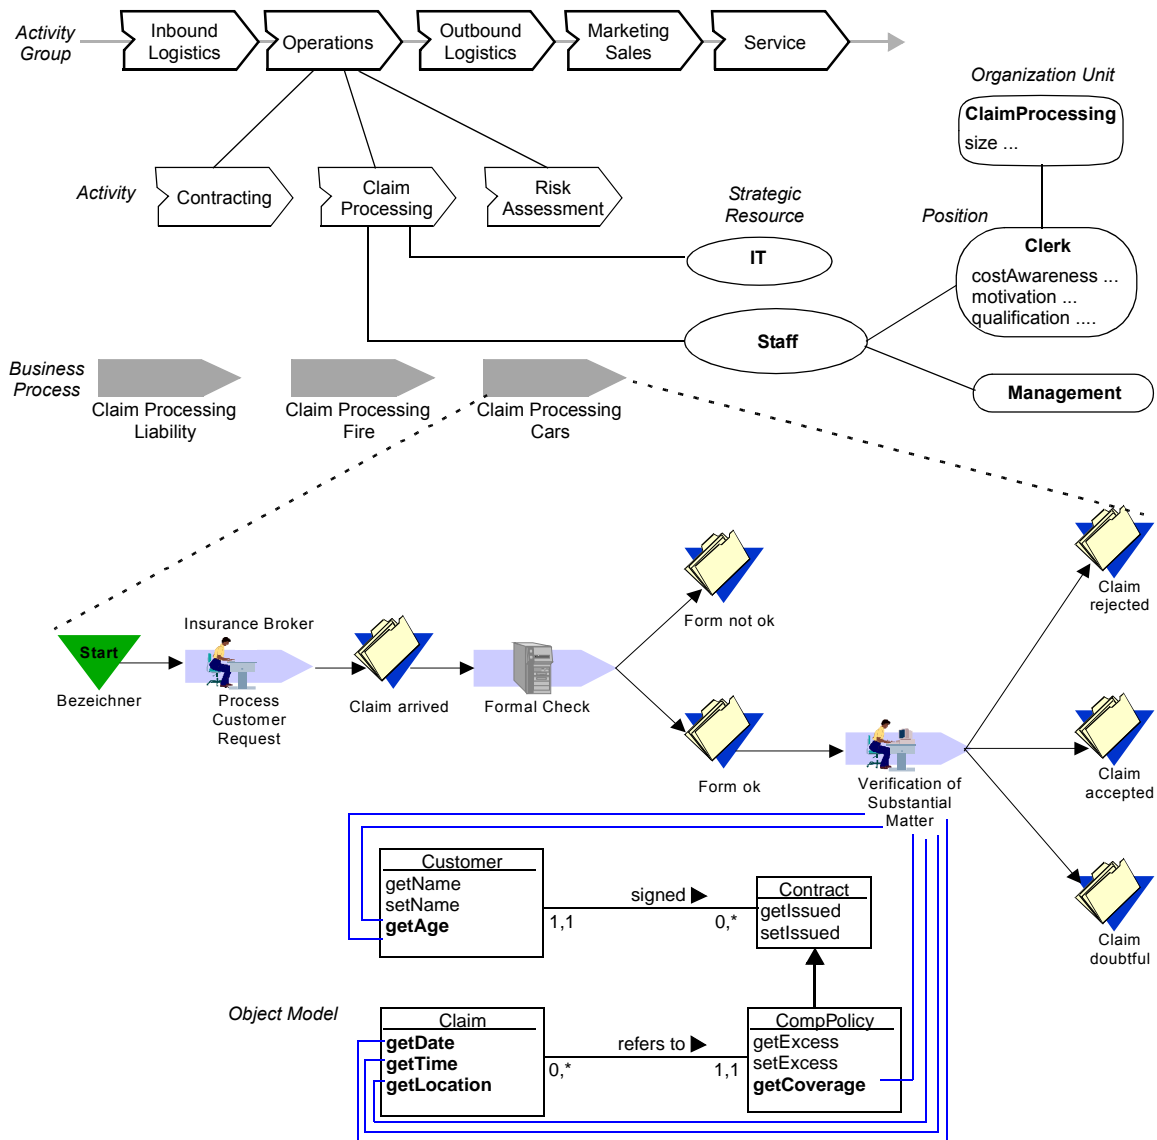 Activity
Group
Inbound
Logistics
Operations
Outbound
Logistics
Marketing
Sales
Service
Organization Unit
ClaimProcessing
size ...
Activity
Contracting
Claim
Processing
Risk
Assessment
Strategic
Resource
Position
IT
Clerk
costAwareness ...
motivation ...
qualification ....
Staff
Management
Business
Process
Claim Processing
Liability
Claim Processing
Fire
Claim Processing
Cars
Start
Bezeichner
Insurance Broker
Process
Customer
Request
Claim arrived
Formal Check
Form not ok
Form ok
Verification of
Substantial
Matter
Claim
rejected
Claim
accepted
Claim
doubtful
Customer
getName
setName
getAge
signed
1,1
0,*
Contract
getIssued
setIssued
Object Model
Claim
getDate
getTime
getLocation
refers to
0,*
1,1
CompPolicy
getExcess
setExcess
getCoverage